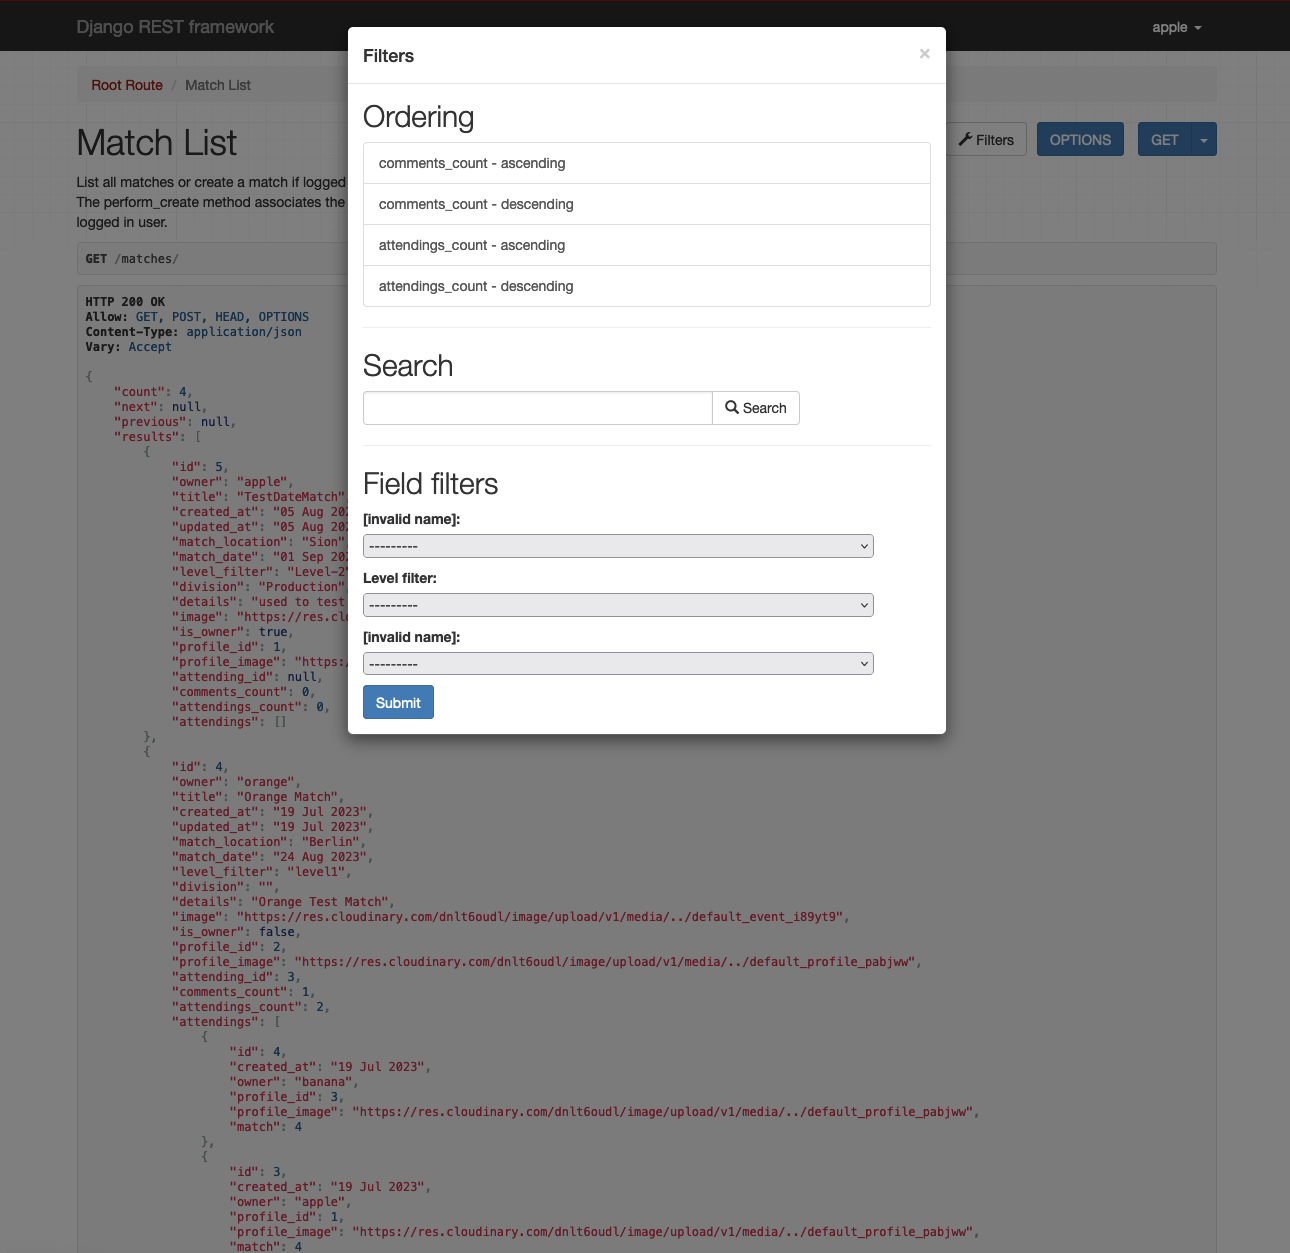 Django REST framework
apple
Root Route / Match List
Match List
Filters
OPTIONS
GET
List all matches or create a match if logged
The perform_create method associates the
logged in user.
GET /matches/
HTTP 200 OK
Allow: GET, POST, HEAD, OPTIONS
Content-Type: application/json
Vary: Accept
{
"count": 4,
"next": null,
"previous": null,
"results": [
{
"id": 5,
"owner": "apple",
"title": "TestDateMatch"
"created_at": "05 Aug 202
"updated_at": "05 Aug 202
"match_location": "Sion",
"match_date": "01 Sep 202
"level_filter": "Level-2"
"division": "Production",
"details": "used to test
"image": "https://res.clo
"is_owner": true,
"profile_id": 1,
"profile_image": "https:/
"attending_id": null,
"comments_count": 0,
"attendings_count": 0,
"attendings": []
},
{
"id": 4,
"owner": "orange",
"title": "Orange Match",
"created_at": "19 Jul 2023",
"updated_at": "19 Jul 2023",
"match_location": "Berlin",
"match_date": "24 Aug 2023",
"level_filter": "level1",
"division": "",
"details": "Orange Test Match",
"image": "https://res.cloudinary.com/dnlt6oudl/image/upload/v1/media/../default_event_i89yt9",
"is_owner": false,
"profile_id": 2,
"profile_image": "https://res.cloudinary.com/dnlt6oudl/image/upload/v1/media/../default_profile_pabjww",
"attending_id": 3,
"comments_count": 1,
"attendings_count": 2,
"attendings": [
{
"id": 4,
"created_at": "19 Jul 2023",
"owner": "banana",
"profile_id": 3,
"profile_image": "https://res.cloudinary.com/dnlt6oudl/image/upload/v1/media/../default_profile_pabjww",
"match": 4
},
{
"id": 3,
"created_at": "19 Jul 2023",
"owner": "apple",
"profile_id": 1,
"profile_image": "https://res.cloudinary.com/dnlt6oudl/image/upload/v1/media/../default_profile_pabjww",
"match": 4
Filters
×
Ordering
comments_count - ascending
comments_count - descending
attendings_count - ascending
attendings_count - descending
Search
Search
Field filters
[invalid name]:
---------
Level filter:
---------
[invalid name]:
---------
Submit